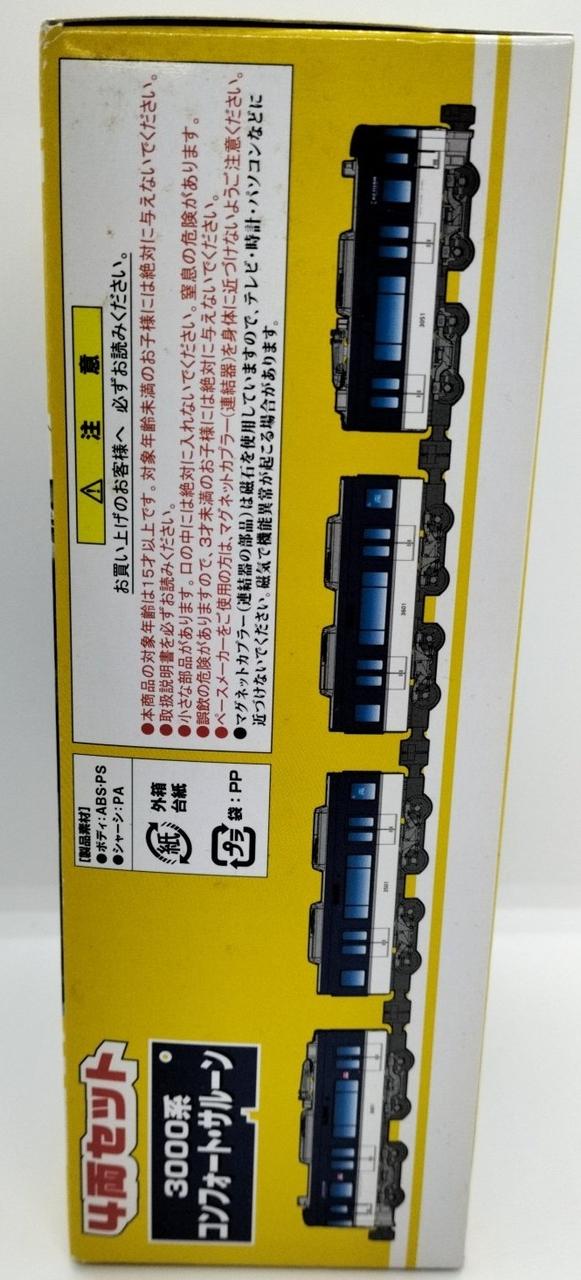 ⚠ 注 意
お買い上げのお客様へ 必ずお読みください。
●本商品の対象年齢は15才以上です。対象年齢未満のお子様には絶対に与えないでください。
●取扱説明書を必ずお読みください。
●小さな部品があります。口の中には絶対に入れないでください。窒息の危険があります。
●誤飲の危険がありますので、3才未満のお子様には絶対に与えないでください。
●ペースメーカーをご使用の方は、マグネットカプラー(連結器)を身体に近づけないようご注意ください。
●マグネットカプラー(連結器の部品)は磁石を使用していますので、テレビ・時計・パソコンなどに
近づけないでください。磁気で機能異常が起こる場合があります。
[製品素材]
●ボディ:ABS・PS
●シャーシ:PA
紙
外箱
台紙
プラ
袋:PP
4両セット
3000系
コンフォート・サルーン
3051
3601
3501